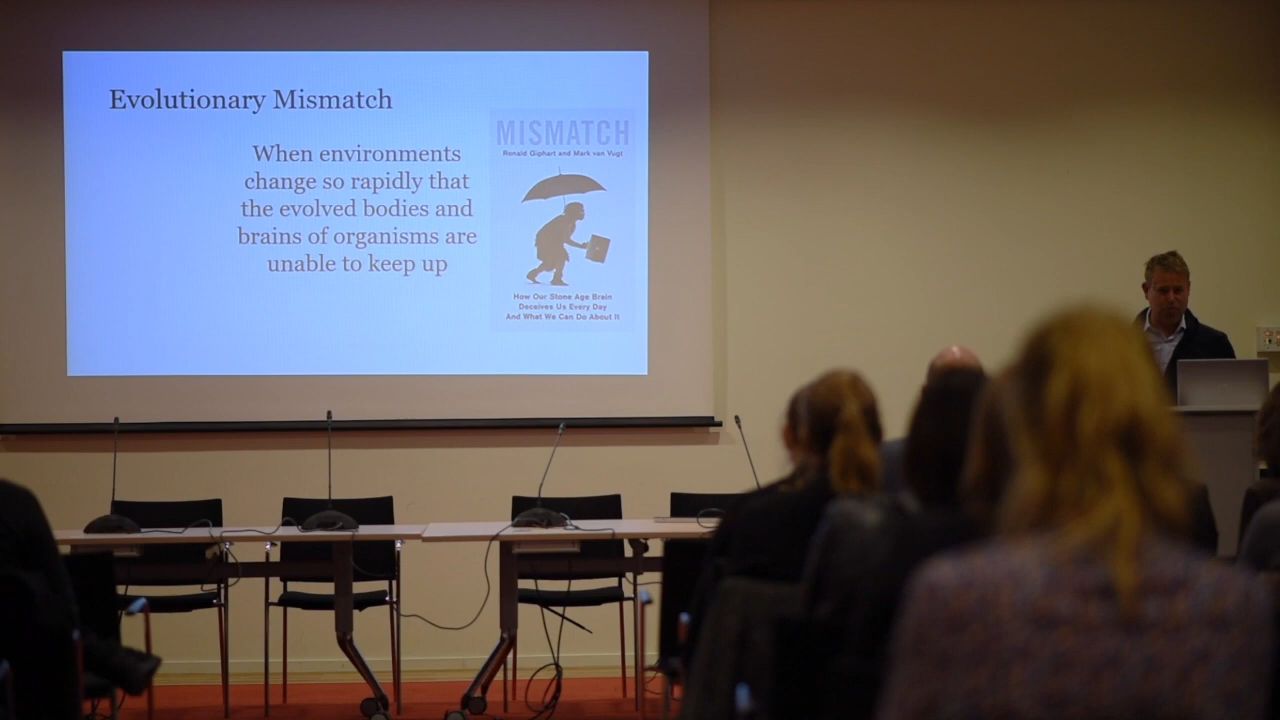 Evolutionary Mismatch
When environments
change so rapidly that
the evolved bodies and
brains of organisms are
unable to keep up
MISMATCH
Ronald Giphart and Mark van Vugt
How Our Stone Age Brain
Deceives Us Every Day
And What We Can Do About It